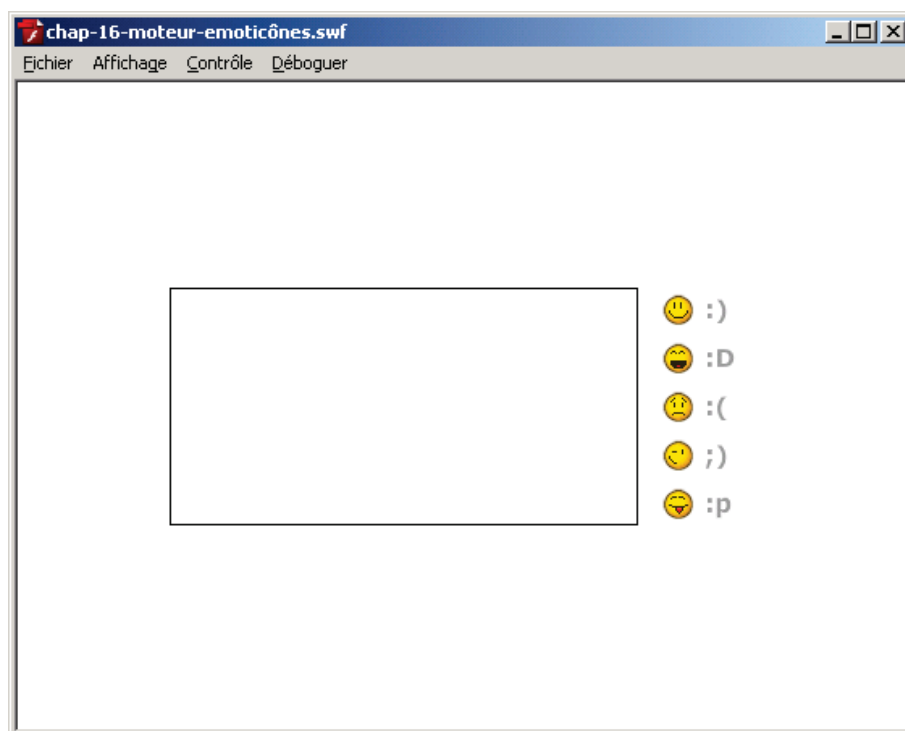 chap-16-moteur-emoticônes.swf
Fichier Affichage Contrôle Déboguer
:)
:D
:(
;)
:p